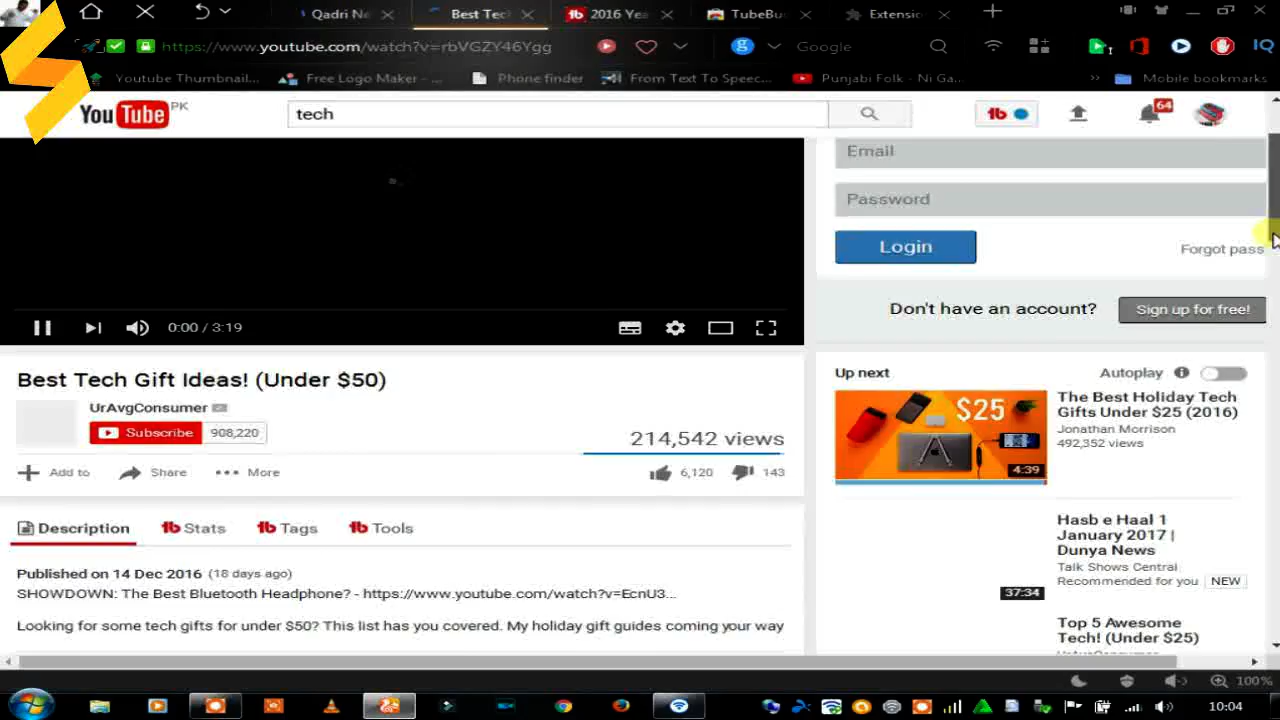 Qadri Ne
Best Tec
2016 Yea
TubeBu
Extensio
https://www.youtube.com/watch?v=rbVGZY46Ygg
Google
IQ
Youtube Thumbnail...
Free Logo Maker - ...
Phone finder
From Text To Speec...
Punjabi Folk - Ni Ga...
Mobile bookmarks
YouTube PK
tech
64
Email
Password
Login
Forgot pass
Don't have an account?
Sign up for free!
0:00 / 3:19
Best Tech Gift Ideas! (Under $50)
UrAvgConsumer
Subscribe 908,220
214,542 views
Add to
Share
More
6,120
143
Description
Stats
Tags
Tools
Published on 14 Dec 2016 (18 days ago)
SHOWDOWN: The Best Bluetooth Headphone? - https://www.youtube.com/watch?v=EcnU3...
Looking for some tech gifts for under $50? This list has you covered. My holiday gift guides coming your way
Up next
Autoplay
$25
4:39
The Best Holiday Tech
Gifts Under $25 (2016)
Jonathan Morrison
492,352 views
37:34
Hasb e Haal 1
January 2017 |
Dunya News
Talk Shows Central
Recommended for you NEW
Top 5 Awesome
Tech! (Under $25)
100%
10:04